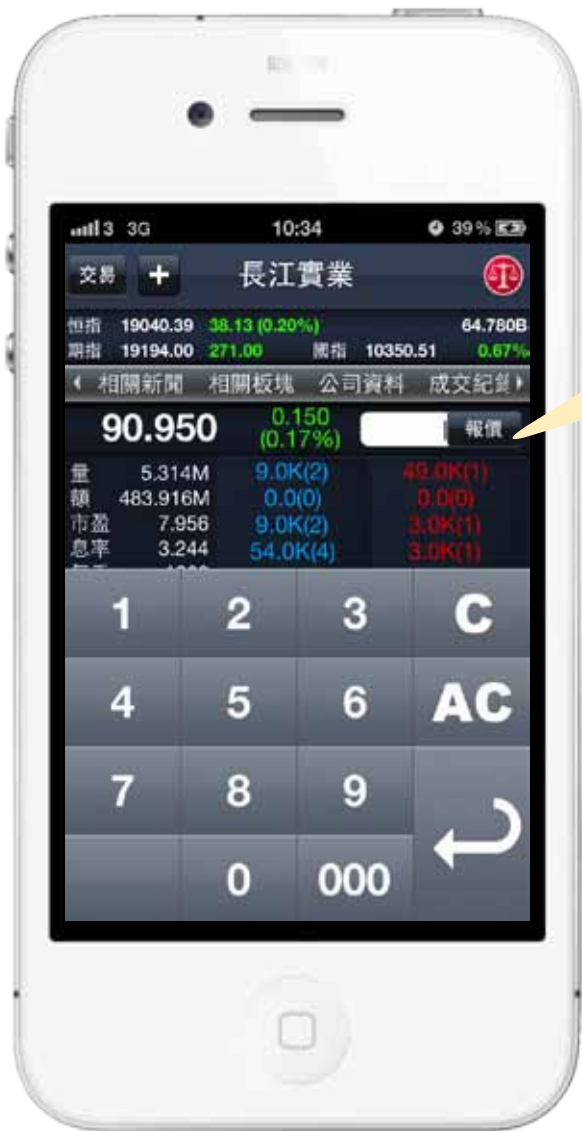 3 3G 10:34 39%
交易 + 長江實業
恒指 19040.39 38.13 (0.20%) 64.780B
期指 19194.00 271.00 國指 10350.51 0.67%
相關新聞 相關板塊 公司資料 成交紀錄
90.950 0.150 (0.17%) 報價
量 5.314M 9.0K(2) 49.0K(1)
額 483.916M 0.0(0) 0.0(0)
市盈 7.956 9.0K(2) 3.0K(1)
息率 3.244 54.0K(4) 3.0K(1)
1 2 3 C
4 5 6 AC
7 8 9
0 000